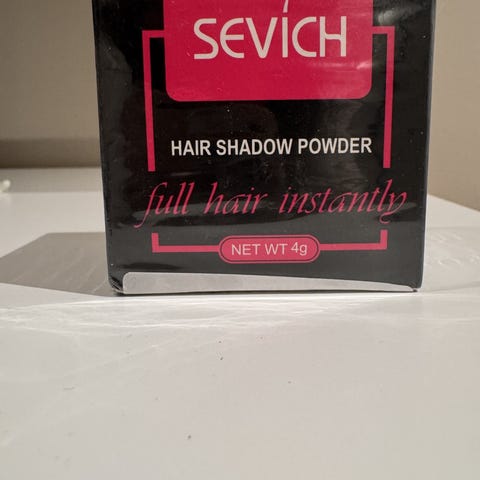 SEVICH
HAIR SHADOW POWDER
full hair instantly
NET WT 4g